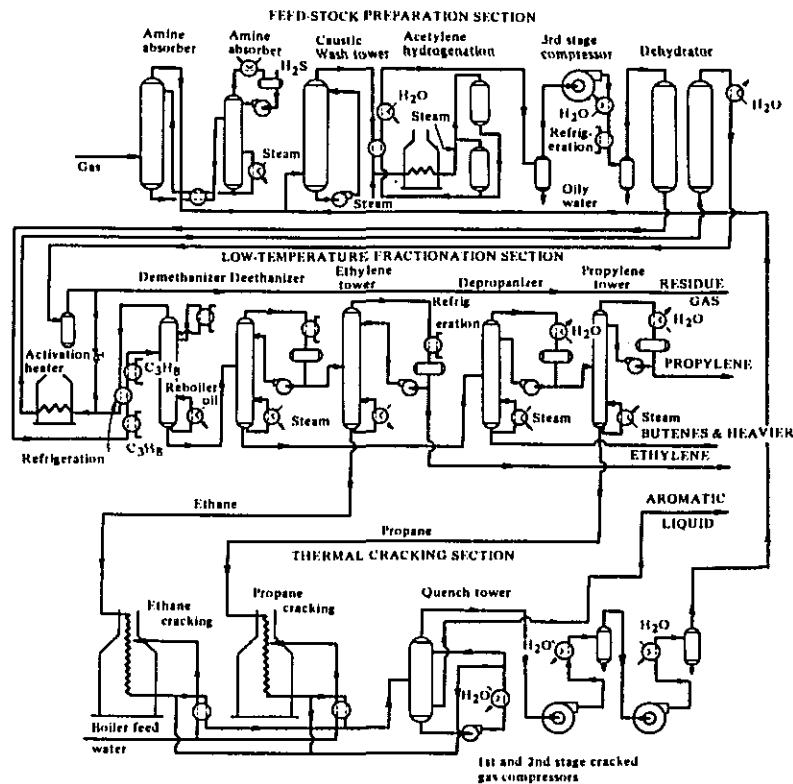 FEED-STOCK PREPARATION SECTION
Amine
absorber
Amine
absorber
H2S
Caustic
Wash tower
Acetylene
hydrogenation
3rd stage
compressor
Dehydrator
H2O
Steam
H2O
H2O
Refrig-
eration
Steam
Gas
Steam
Oily
water
LOW-TEMPERATURE FRACTIONATION SECTION
Demethanizer
Deethanizer
Ethylene
tower
Depropanizer
Propylene
tower
RESIDUE
GAS
Refrig
eration
H2O
H2O
Activation
heater
C3H8
Reboiler
oil
PROPYLENE
Steam
Steam
Steam
C3H8
Refrigeration
BUTENES & HEAVIER
ETHYLENE
Ethane
Propane
AROMATIC
LIQUID
THERMAL CRACKING SECTION
Ethane
cracking
Propane
cracking
Quench tower
H2O
H2O
H2O
Boiler feed
water
1st and 2nd stage cracked
gas compressors